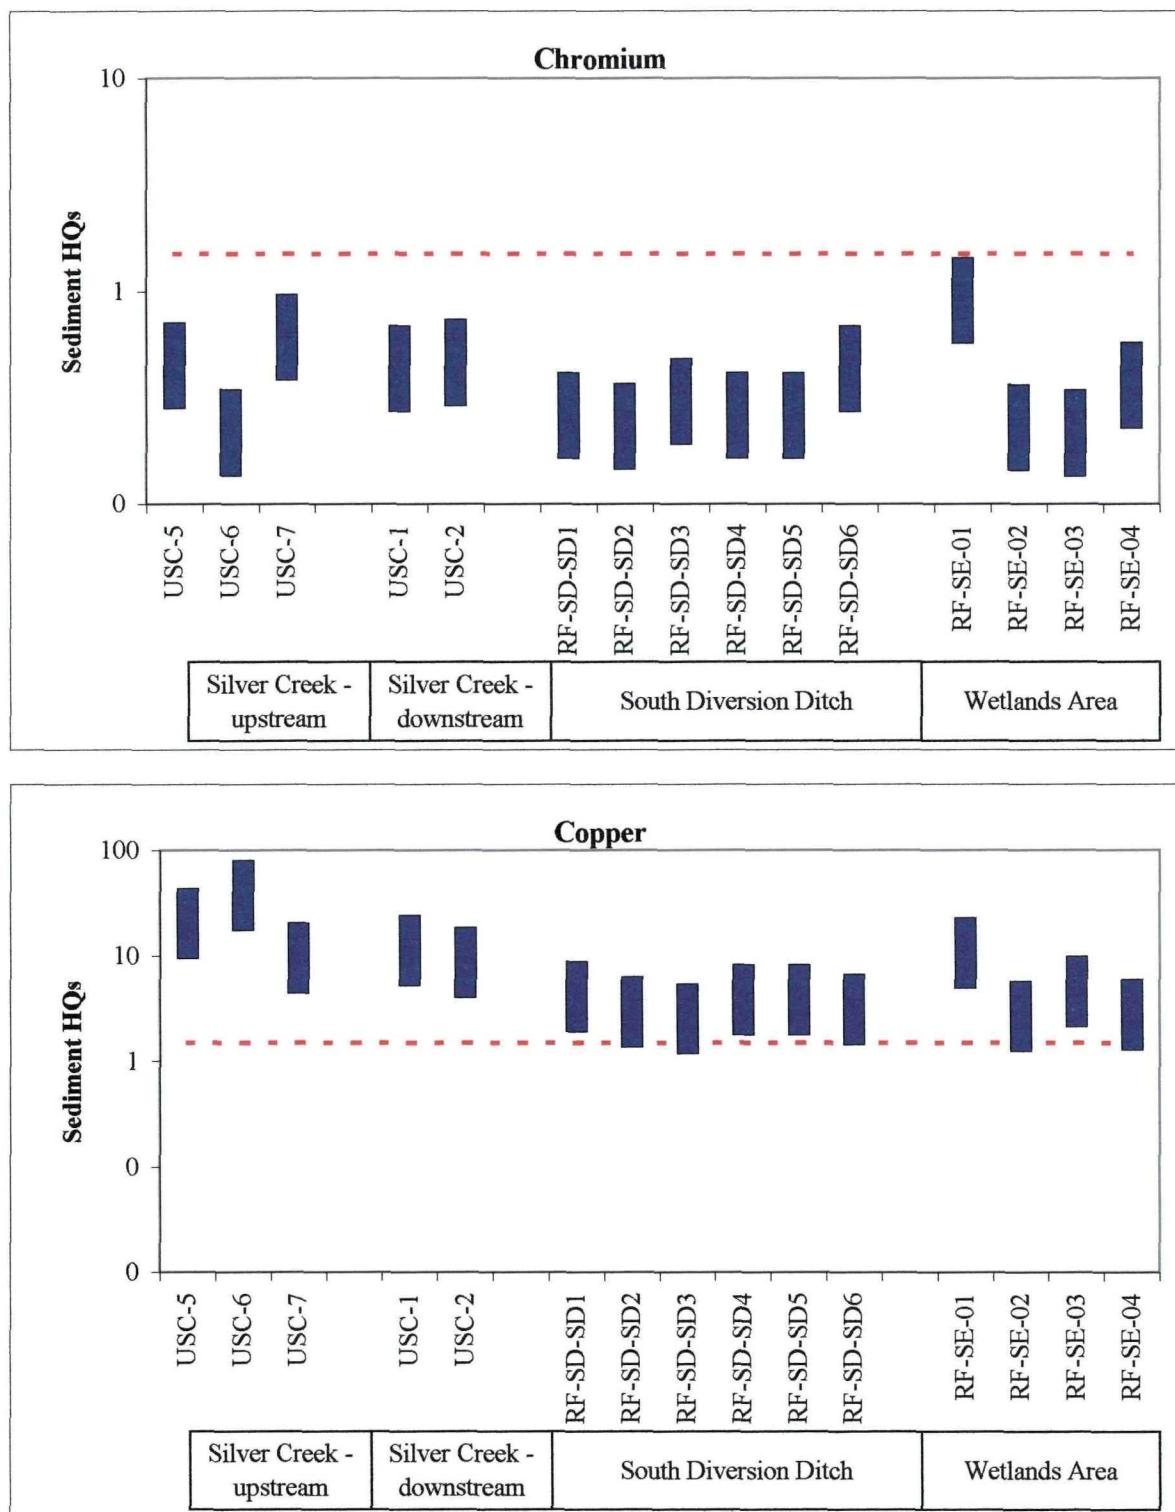 Chromium
10
Sediment HQs
1
0
USC-5
USC-6
USC-7
USC-1
USC-2
RF-SD-SD1
RF-SD-SD2
RF-SD-SD3
RF-SD-SD4
RF-SD-SD5
RF-SD-SD6
RF-SE-01
RF-SE-02
RF-SE-03
RF-SE-04
Silver Creek -
upstream
Silver Creek -
downstream
South Diversion Ditch
Wetlands Area
Copper
100
10
Sediment HQs
1
0
0
USC-5
USC-6
USC-7
USC-1
USC-2
RF-SD-SD1
RF-SD-SD2
RF-SD-SD3
RF-SD-SD4
RF-SD-SD5
RF-SD-SD6
RF-SE-01
RF-SE-02
RF-SE-03
RF-SE-04
Silver Creek -
upstream
Silver Creek -
downstream
South Diversion Ditch
Wetlands Area